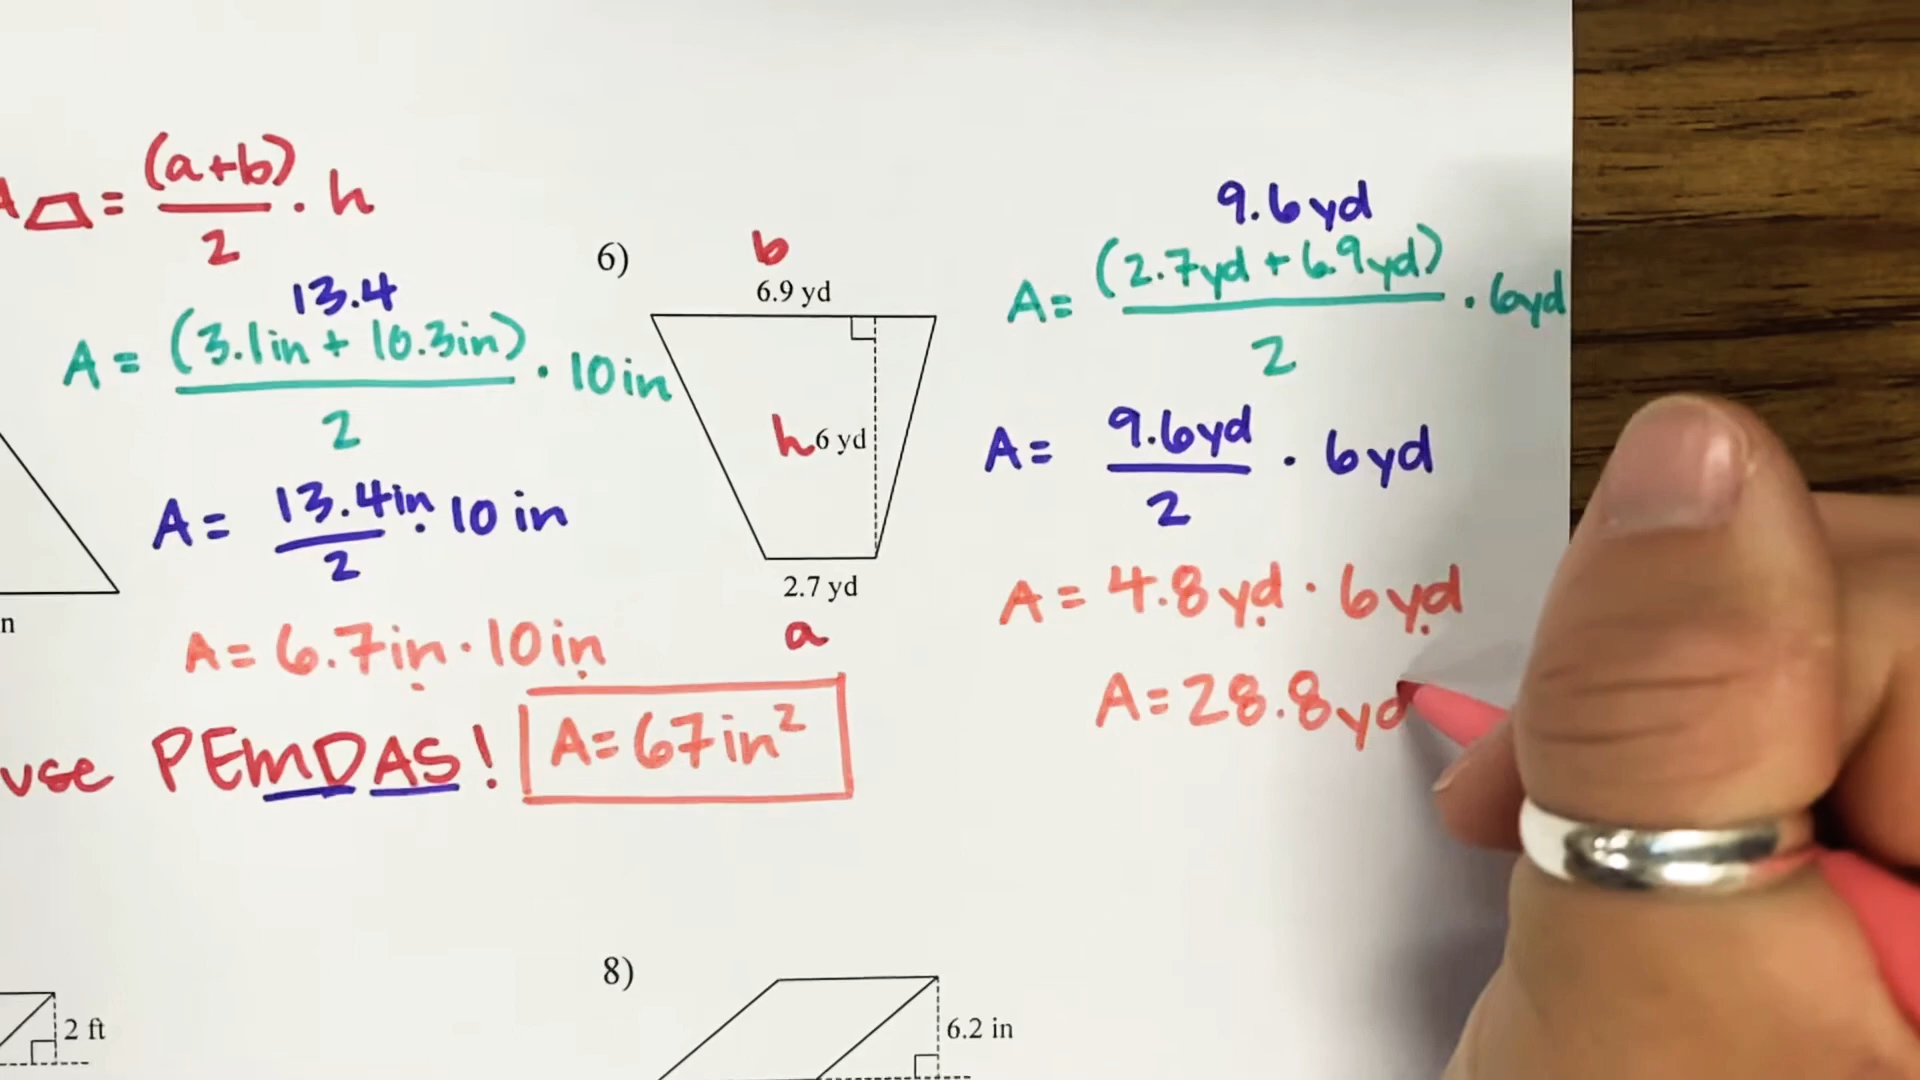 A▱ = (a+b)/2 · h
13.4
A = (3.1in + 10.3in)/2 · 10in
A = 13.4in/2 · 10 in
A = 6.7in · 10in
use PEMDAS!
A = 67in²
n
6)
b
6.9 yd
h 6 yd
2.7 yd
a
9.6yd
A = (2.7yd + 6.9yd)/2 · 6yd
A = 9.6yd/2 · 6yd
A = 4.8yd · 6yd
A = 28.8yd
2 ft
8)
6.2 in